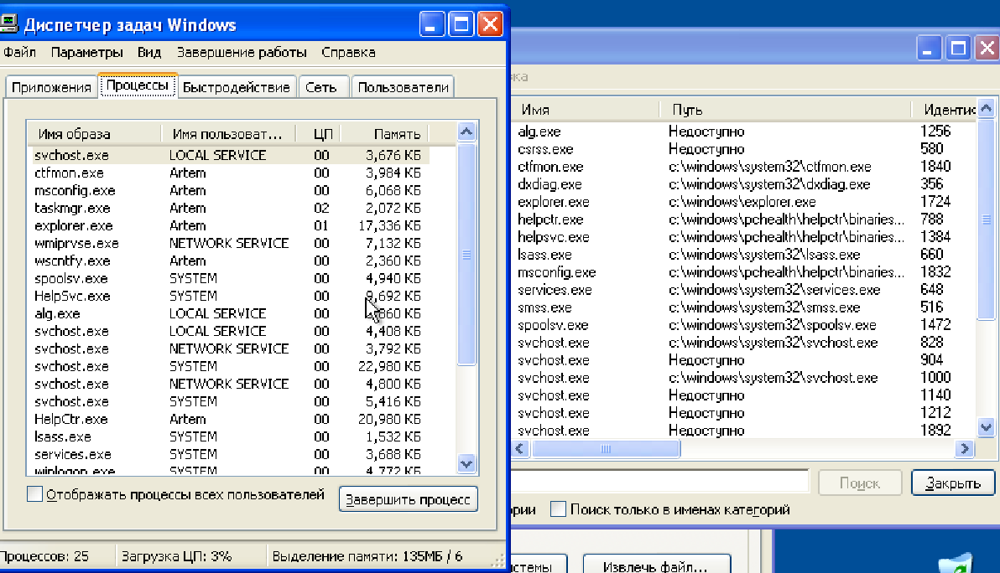 Диспетчер задач Windows
Файл Параметры Вид Завершение работы Справка
Приложения Процессы Быстродействие Сеть Пользователи
Имя образа Имя пользоват... ЦП Память
svchost.exe LOCAL SERVICE 00 3,676 КБ
ctfmon.exe Artem 00 3,984 КБ
msconfig.exe Artem 00 6,068 КБ
taskmgr.exe Artem 02 2,072 КБ
explorer.exe Artem 01 17,336 КБ
wmiprvse.exe NETWORK SERVICE 00 7,132 КБ
wscntfy.exe Artem 00 2,360 КБ
spoolsv.exe SYSTEM 00 4,940 КБ
HelpSvc.exe SYSTEM 00 9,692 КБ
alg.exe LOCAL SERVICE 00 КБ
svchost.exe LOCAL SERVICE 00 4,408 КБ
svchost.exe NETWORK SERVICE 00 3,792 КБ
svchost.exe SYSTEM 00 22,980 КБ
svchost.exe NETWORK SERVICE 00 4,800 КБ
svchost.exe SYSTEM 00 5,416 КБ
HelpCtr.exe Artem 00 20,980 КБ
lsass.exe SYSTEM 00 1,532 КБ
services.exe SYSTEM 00 3,688 КБ
winlogon.exe SYSTEM 00 4,772 КБ
Отображать процессы всех пользователей Завершить процесс
Процессов: 25 Загрузка ЦП: 3% Выделение памяти: 135МБ / 6
Имя Путь Идентис
alg.exe Недоступно 1256
csrss.exe Недоступно 580
ctfmon.exe c:\windows\system32\ctfmon.exe 1840
dxdiag.exe c:\windows\system32\dxdiag.exe 356
explorer.exe c:\windows\explorer.exe 1724
helpctr.exe c:\windows\pchealth\helpctr\binaries... 788
helpsvc.exe c:\windows\pchealth\helpctr\binaries... 1384
lsass.exe c:\windows\system32\lsass.exe 660
msconfig.exe c:\windows\pchealth\helpctr\binaries... 1832
services.exe c:\windows\system32\services.exe 648
smss.exe c:\windows\system32\smss.exe 516
spoolsv.exe c:\windows\system32\spoolsv.exe 1472
svchost.exe c:\windows\system32\svchost.exe 828
svchost.exe Недоступно 904
svchost.exe c:\windows\system32\svchost.exe 1000
svchost.exe Недоступно 1140
svchost.exe Недоступно 1212
svchost.exe Недоступно 1892
Поиск Закрыть
рии Поиск только в именах категорий
стемы Извлечь файл...